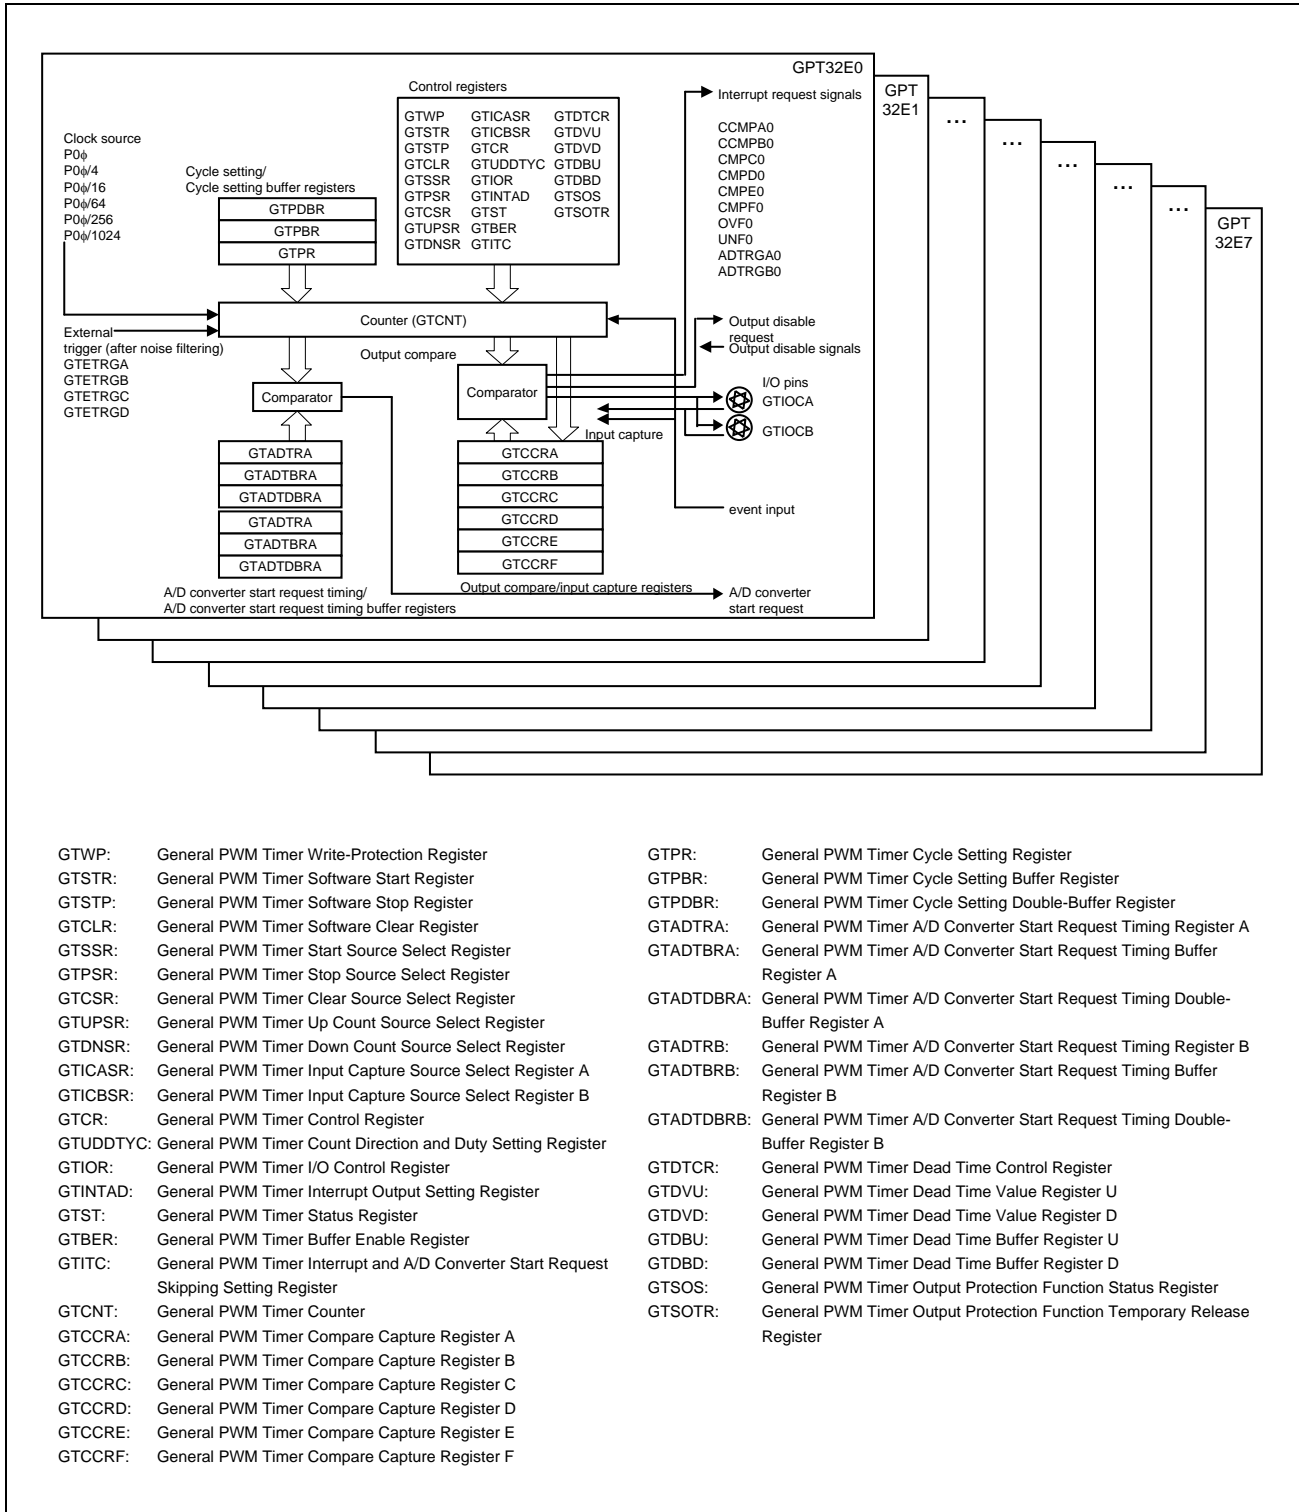 GPT32E0
GPT
32E1
...
...
...
...
...
GPT
32E7
Control registers
GTWP GTICASR GTDTCR
GTSTR GTICBSR GTDVU
GTSTP GTCR GTDVD
GTCLR GTUDDTYC GTDBU
GTSSR GTIOR GTDBD
GTPSR GTINTAD GTSOS
GTCSR GTST GTSOTR
GTUPSR GTBER
GTDNSR GTITC
Clock source
P0ϕ
P0ϕ/4
P0ϕ/16
P0ϕ/64
P0ϕ/256
P0ϕ/1024
Cycle setting/
Cycle setting buffer registers
GTPDBR
GTPBR
GTPR
Counter (GTCNT)
External
trigger (after noise filtering)
GTETRGA
GTETRGB
GTETRGC
GTETRGD
Output compare
Comparator
Comparator
Input capture
GTADTRA
GTADTBRA
GTADTDBRA
GTADTRA
GTADTBRA
GTADTDBRA
A/D converter start request timing/
A/D converter start request timing buffer registers
GTCCRA
GTCCRB
GTCCRC
GTCCRD
GTCCRE
GTCCRF
Output compare/input capture registers
Interrupt request signals
CCMPA0
CCMPB0
CMPC0
CMPD0
CMPE0
CMPF0
OVF0
UNF0
ADTRGA0
ADTRGB0
Output disable
request
Output disable signals
I/O pins
GTIOCA
GTIOCB
event input
A/D converter
start request
GTWP: General PWM Timer Write-Protection Register
GTSTR: General PWM Timer Software Start Register
GTSTP: General PWM Timer Software Stop Register
GTCLR: General PWM Timer Software Clear Register
GTSSR: General PWM Timer Start Source Select Register
GTPSR: General PWM Timer Stop Source Select Register
GTCSR: General PWM Timer Clear Source Select Register
GTUPSR: General PWM Timer Up Count Source Select Register
GTDNSR: General PWM Timer Down Count Source Select Register
GTICASR: General PWM Timer Input Capture Source Select Register A
GTICBSR: General PWM Timer Input Capture Source Select Register B
GTCR: General PWM Timer Control Register
GTUDDTYC: General PWM Timer Count Direction and Duty Setting Register
GTIOR: General PWM Timer I/O Control Register
GTINTAD: General PWM Timer Interrupt Output Setting Register
GTST: General PWM Timer Status Register
GTBER: General PWM Timer Buffer Enable Register
GTITC: General PWM Timer Interrupt and A/D Converter Start Request
Skipping Setting Register
GTCNT: General PWM Timer Counter
GTCCRA: General PWM Timer Compare Capture Register A
GTCCRB: General PWM Timer Compare Capture Register B
GTCCRC: General PWM Timer Compare Capture Register C
GTCCRD: General PWM Timer Compare Capture Register D
GTCCRE: General PWM Timer Compare Capture Register E
GTCCRF: General PWM Timer Compare Capture Register F
GTPR: General PWM Timer Cycle Setting Register
GTPBR: General PWM Timer Cycle Setting Buffer Register
GTPDBR: General PWM Timer Cycle Setting Double-Buffer Register
GTADTRA: General PWM Timer A/D Converter Start Request Timing Register A
GTADTBRA: General PWM Timer A/D Converter Start Request Timing Buffer
Register A
GTADTDBRA: General PWM Timer A/D Converter Start Request Timing Double-
Buffer Register A
GTADTRB: General PWM Timer A/D Converter Start Request Timing Register B
GTADTBRB: General PWM Timer A/D Converter Start Request Timing Buffer
Register B
GTADTDBRB: General PWM Timer A/D Converter Start Request Timing Double-
Buffer Register B
GTDTCR: General PWM Timer Dead Time Control Register
GTDVU: General PWM Timer Dead Time Value Register U
GTDVD: General PWM Timer Dead Time Value Register D
GTDBU: General PWM Timer Dead Time Buffer Register U
GTDBD: General PWM Timer Dead Time Buffer Register D
GTSOS: General PWM Timer Output Protection Function Status Register
GTSOTR: General PWM Timer Output Protection Function Temporary Release
Register